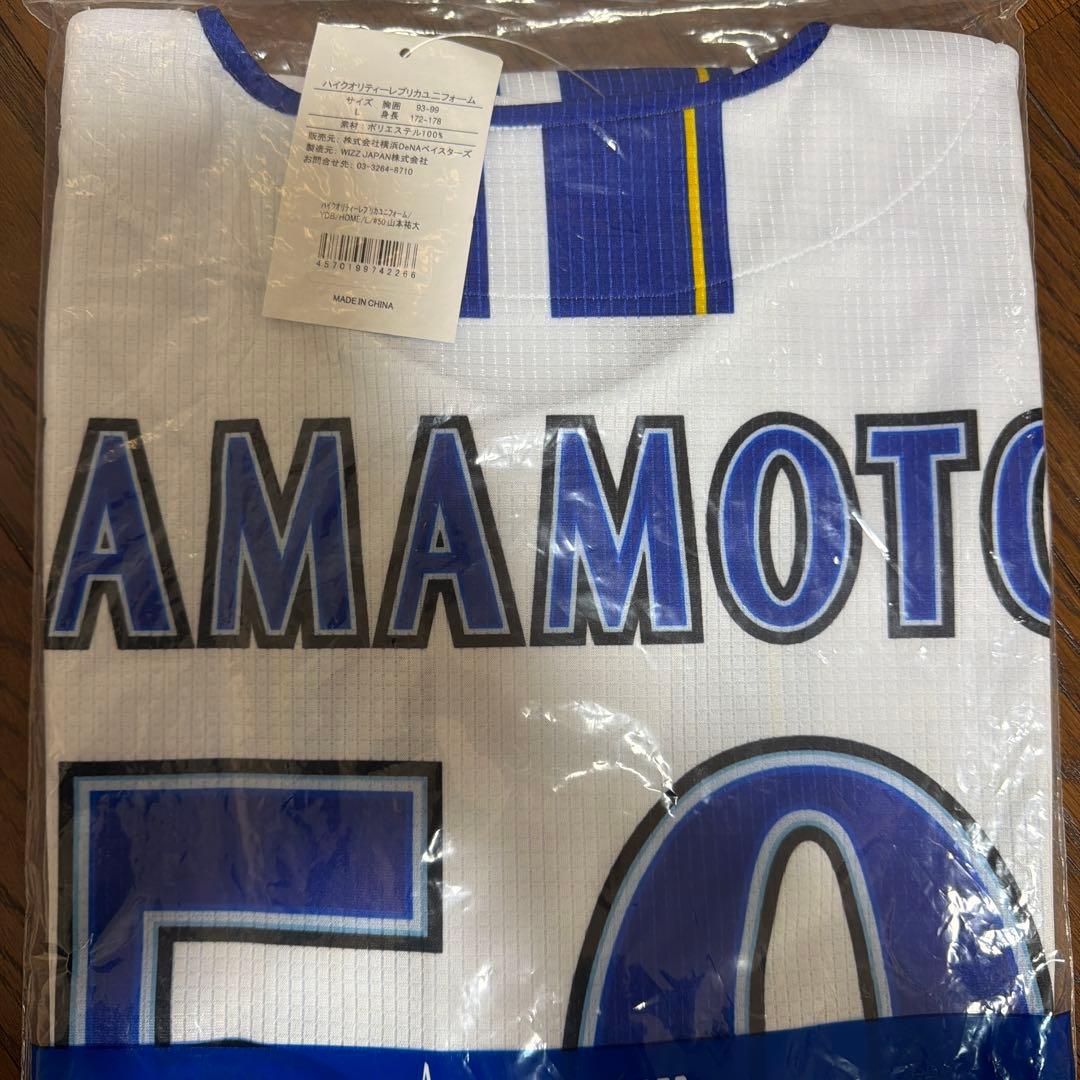 ハイクオリティーレプリカユニフォーム
サイズ 胸囲 93-99
L 身長 172-178
素材: ポリエステル100%
販売元: 株式会社横浜DeNAベイスターズ
製造元: WIZZ JAPAN株式会社
お問合せ先: 03-3264-8710
ハイクオリティーレプリカユニフォーム/
YDB/HOME/L/#50 山本祐大
4570199742266
MADE IN CHINA
AMAMOTO
50